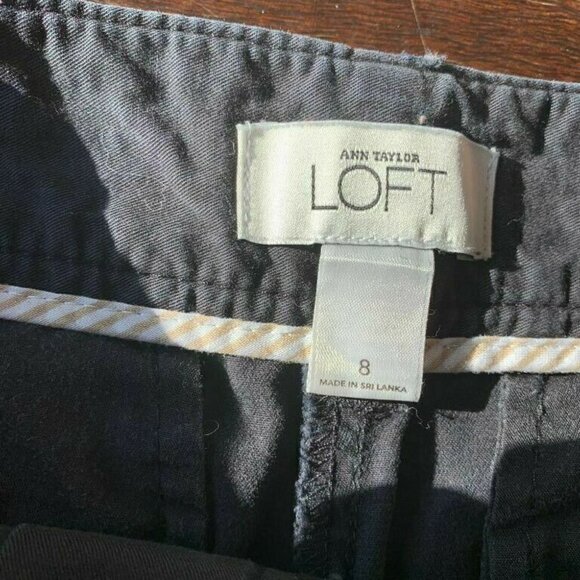 ANN TAYLOR
LOFT
8
MADE IN SRI LANKA